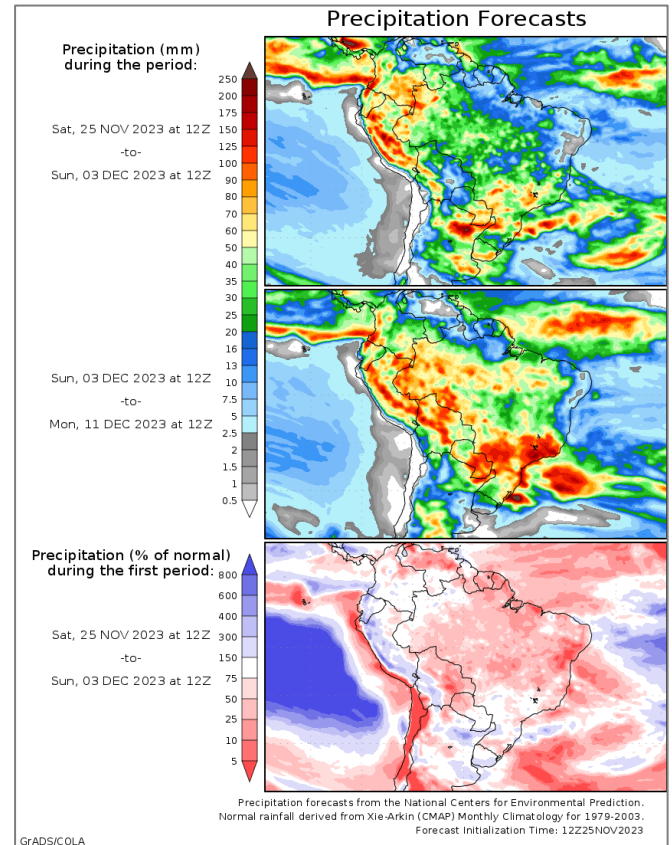 Precipitation Forecasts
Precipitation (mm)
during the period:
250
200
175
150
125
100
90
80
70
60
50
40
35
30
25
20
16
13
10
7.5
5
2.5
2
1.5
1
0.5
Sat, 25 NOV 2023 at 12Z
-to-
Sun, 03 DEC 2023 at 12Z
Sun, 03 DEC 2023 at 12Z
-to-
Mon, 11 DEC 2023 at 12Z
Precipitation (% of normal)
during the first period:
800
600
400
300
150
75
50
25
10
5
Sat, 25 NOV 2023 at 12Z
-to-
Sun, 03 DEC 2023 at 12Z
Precipitation forecasts from the National Centers for Environmental Prediction.
Normal rainfall derived from Xie-Arkin (CMAP) Monthly Climatology for 1979-2003.
Forecast Initialization Time: 12Z25NOV2023
GrADS/COLA